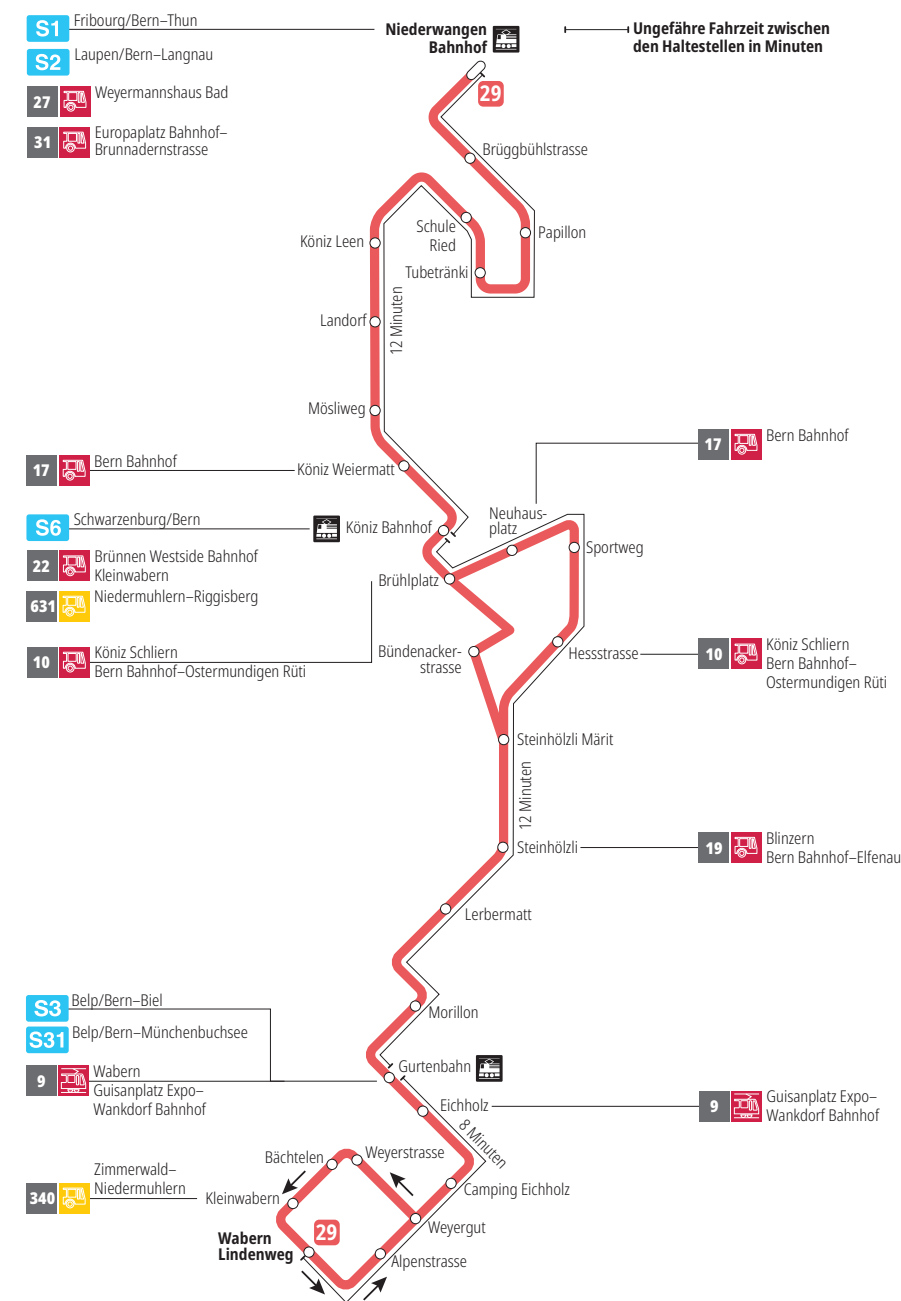 S1
Fribourg/Bern–Thun
S2
Laupen/Bern–Langnau
27
Weyermannshaus Bad
31
Europaplatz Bahnhof–
Brunnadernstrasse
Niederwangen
Bahnhof
Ungefähre Fahrzeit zwischen
den Haltestellen in Minuten
29
Brüggbühlstrasse
Papillon
Schule
Ried
Tubetränki
Köniz Leen
Landorf
12 Minuten
Mösliweg
17
Bern Bahnhof
Köniz Weiermatt
17
Bern Bahnhof
S6
Schwarzenburg/Bern
22
Brünnen Westside Bahnhof
Kleinwabern
631
Niedermuhlern–Riggisberg
10
Köniz Schliern
Bern Bahnhof–Ostermundigen Rüti
Köniz Bahnhof
Neuhaus-
platz
Sportweg
Brühlplatz
Bündenacker-
strasse
Hessstrasse
10
Köniz Schliern
Bern Bahnhof–
Ostermundigen Rüti
Steinhölzli Märit
12 Minuten
Steinhölzli
19
Blinzern
Bern Bahnhof–Elfenau
Lerbermatt
Morillon
S3
Belp/Bern–Biel
S31
Belp/Bern–Münchenbuchsee
9
Wabern
Guisanplatz Expo–
Wankdorf Bahnhof
Gurtenbahn
Eichholz
9
Guisanplatz Expo–
Wankdorf Bahnhof
8 Minuten
Weyerstrasse
Bächtelen
Camping Eichholz
340
Zimmerwald–
Niedermuhlern
Kleinwabern
Weyergut
Wabern
Lindenweg
29
Alpenstrasse